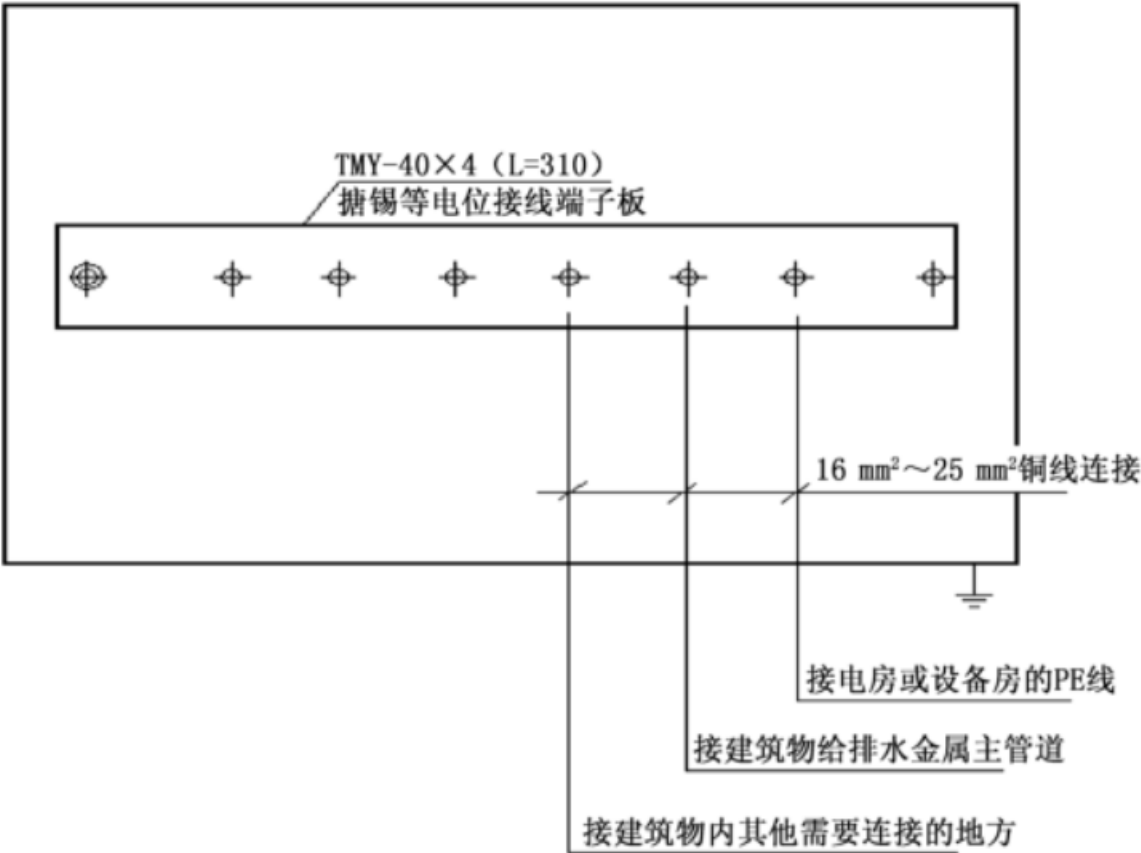 TMY-40×4（L=310）
搪锡等电位接线端子板
16 mm²～25 mm²铜线连接
接电房或设备房的PE线
接建筑物给排水金属主管道
接建筑物内其他需要连接的地方